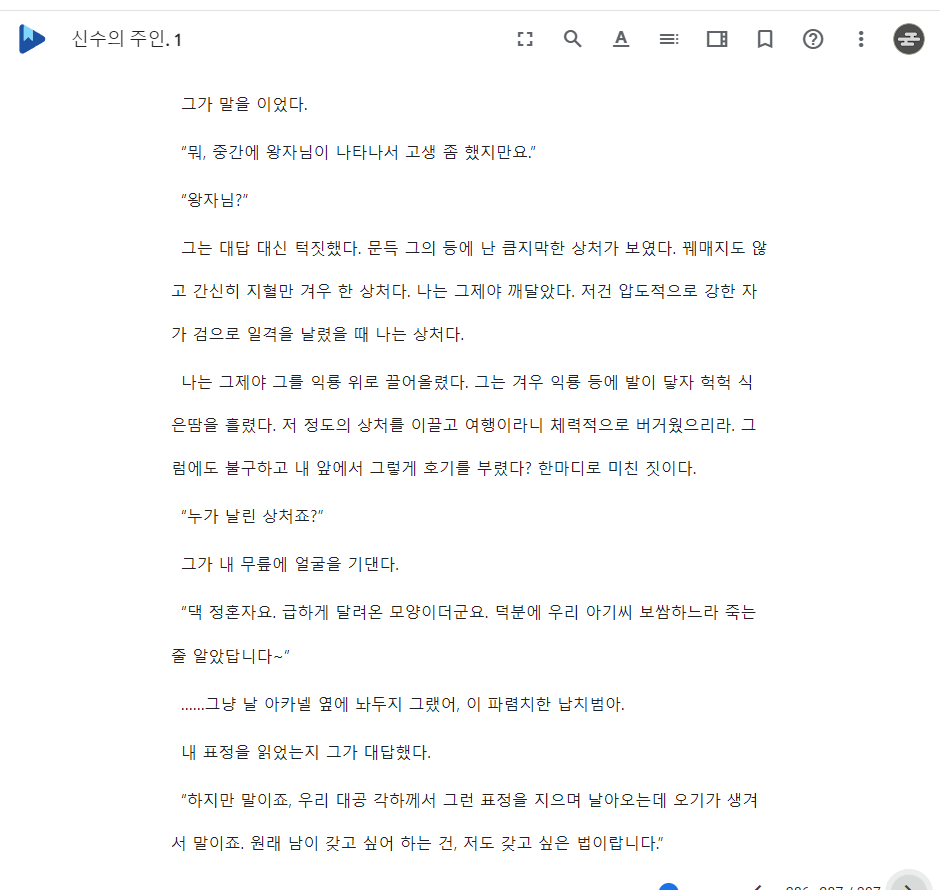 신수의 주인. 1
그가 말을 이었다.
“뭐, 중간에 왕자님이 나타나서 고생 좀 했지만요.”
“왕자님?”
그는 대답 대신 턱짓했다. 문득 그의 등에 난 큼지막한 상처가 보였다. 꿰매지도 않
고 간신히 지혈만 겨우 한 상처다. 나는 그제야 깨달았다. 저건 압도적으로 강한 자
가 검으로 일격을 날렸을 때 나는 상처다.
나는 그제야 그를 익룡 위로 끌어올렸다. 그는 겨우 익룡 등에 발이 닿자 헉헉 식
은땀을 흘렸다. 저 정도의 상처를 이끌고 여행이라니 체력적으로 버거웠으리라. 그
럼에도 불구하고 내 앞에서 그렇게 호기를 부렸다? 한마디로 미친 짓이다.
“누가 날린 상처죠?”
그가 내 무릎에 얼굴을 기댄다.
“댁 정혼자요. 급하게 달려온 모양이더군요. 덕분에 우리 아기씨 보쌈하느라 죽는
줄 알았답니다~”
……그냥 날 아카넬 옆에 놔두지 그랬어, 이 파렴치한 납치범아.
내 표정을 읽었는지 그가 대답했다.
“하지만 말이죠, 우리 대공 각하께서 그런 표정을 지으며 날아오는데 오기가 생겨
서 말이죠. 원래 남이 갖고 싶어 하는 건, 저도 갖고 싶은 법이랍니다.”